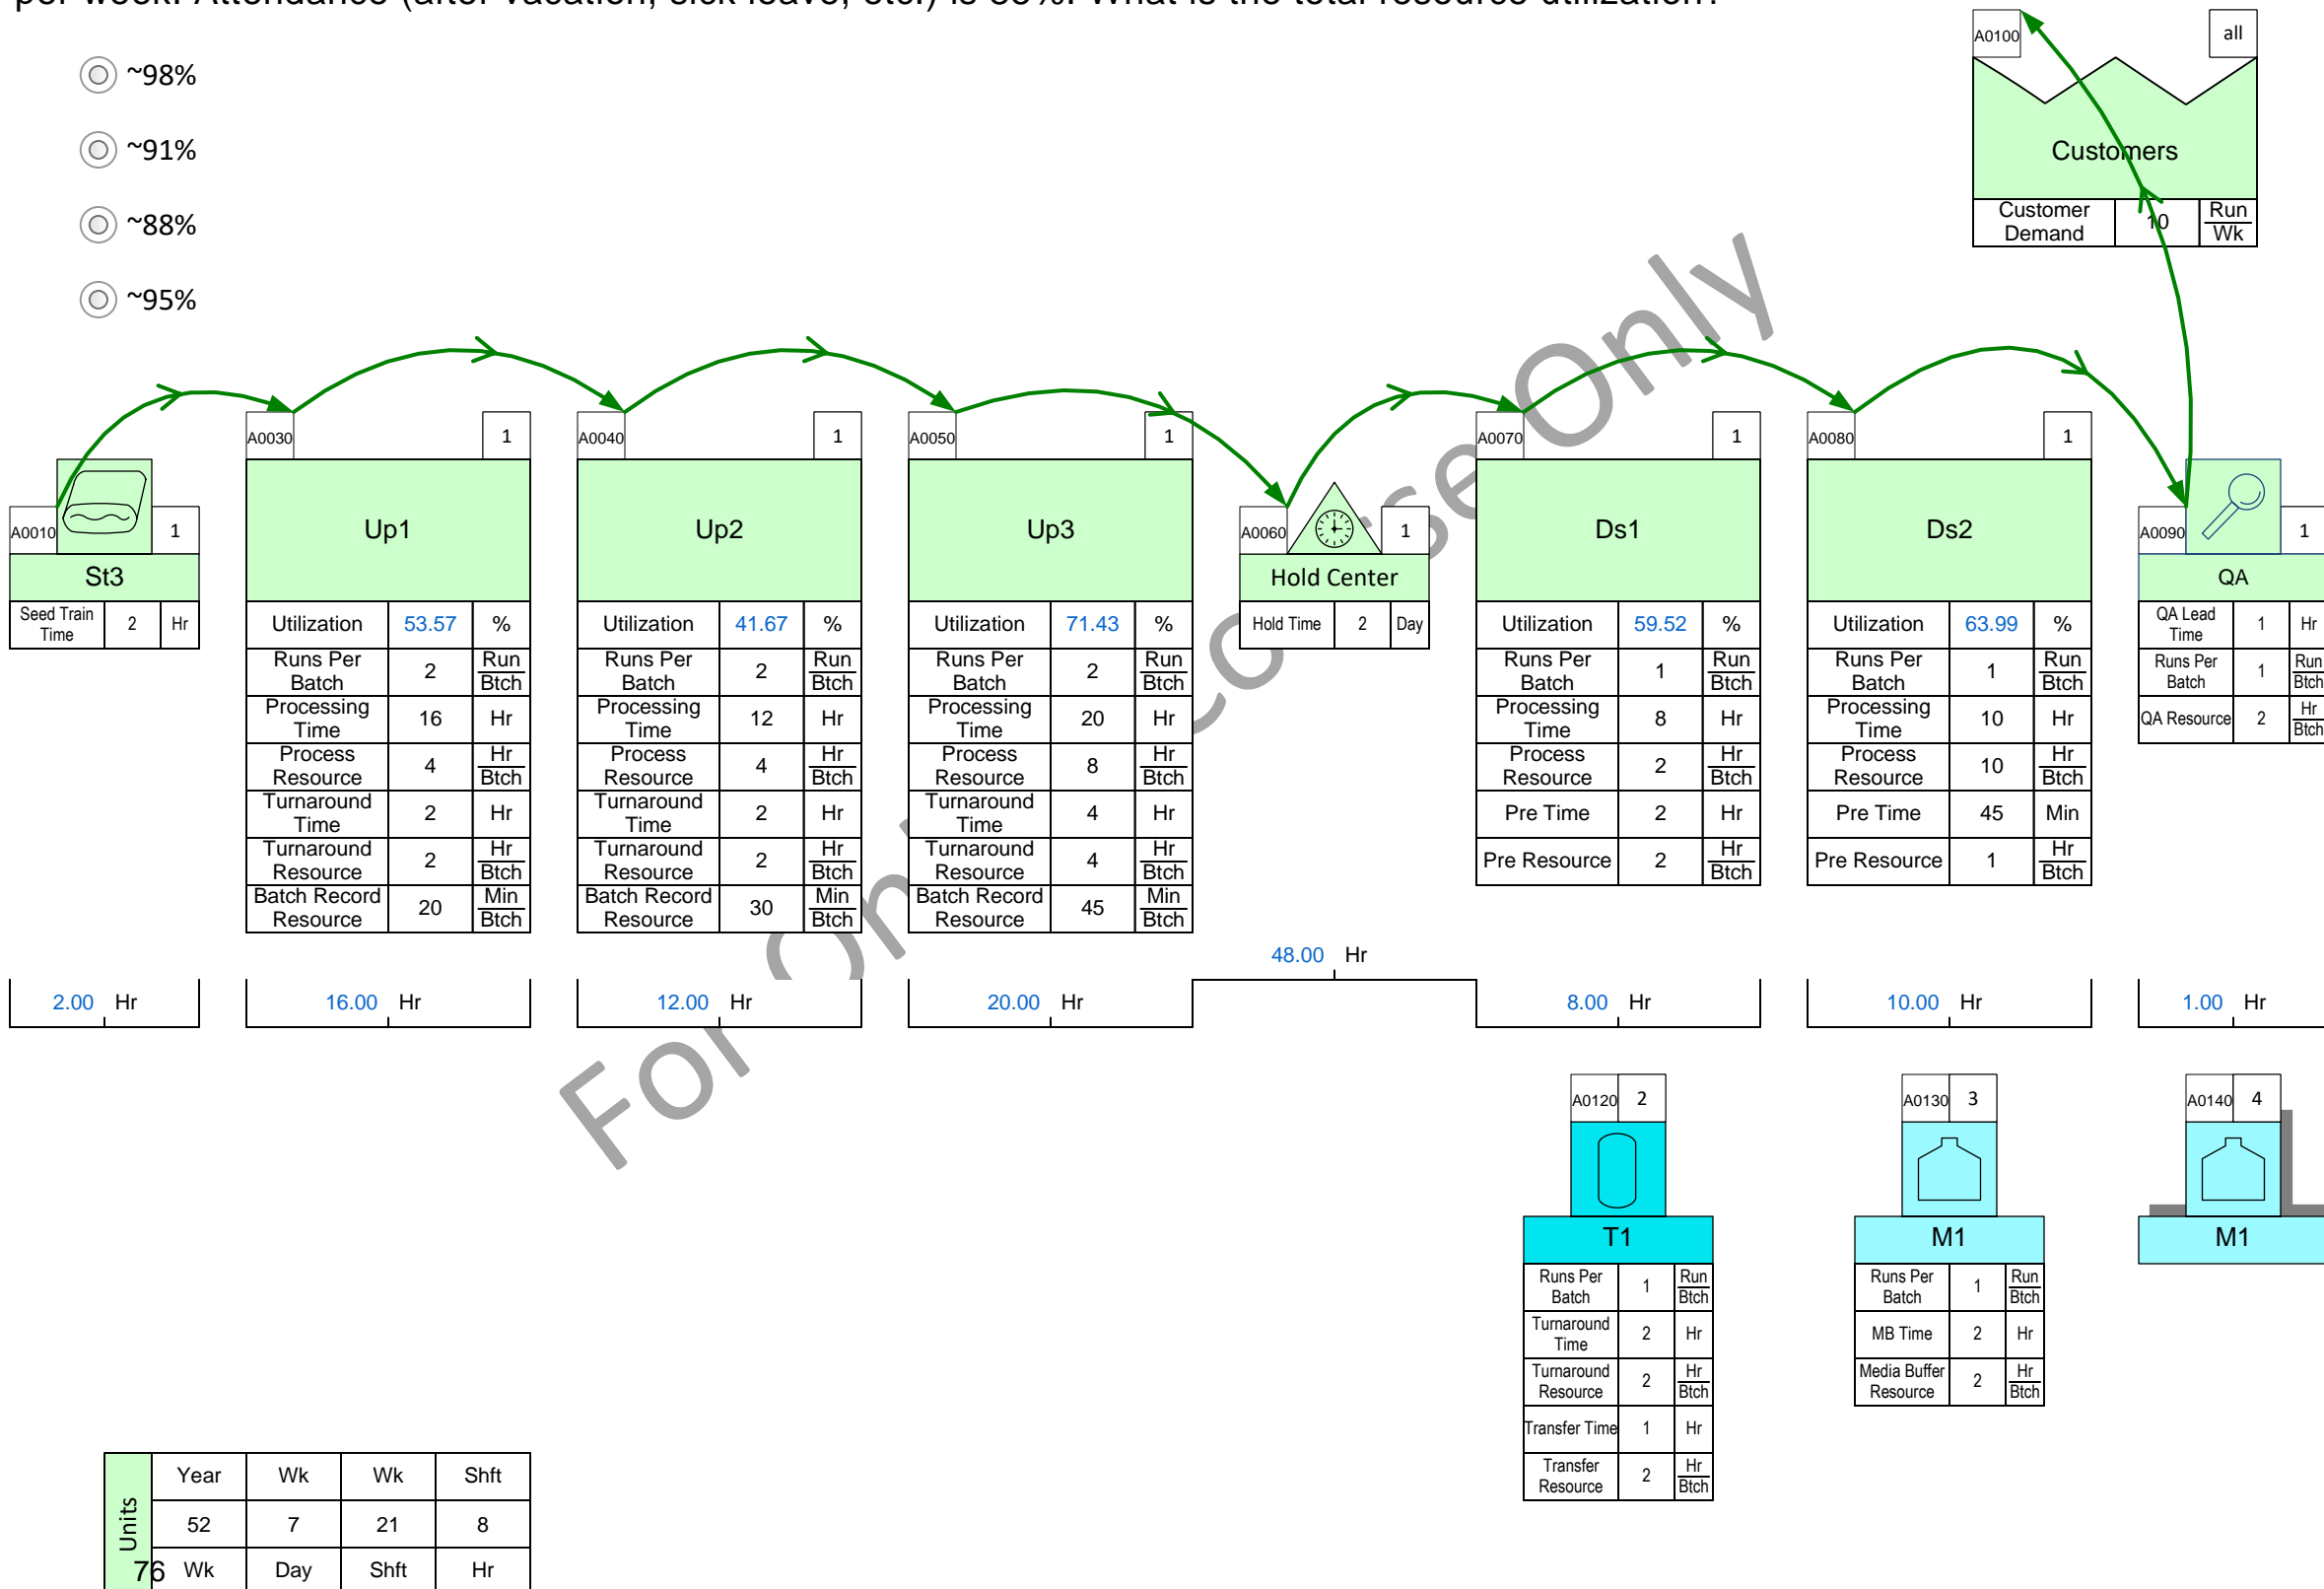 per week. Attendance (after vacation, sick leave, etc.) is What is the total resource utilization?
~98%
~91%
~88%
~95%
A0100 all
Customers
Customer Demand 10 Run Wk
A0010 1
St3
Seed Train Time 2 Hr
A0030 1
Up1
Utilization 53.57 %
Runs Per Batch 2 Run Btch
Processing Time 16 Hr
Process Resource 4 Hr Btch
Turnaround Time 2 Hr
Turnaround Resource 2 Hr Btch
Batch Record Resource 20 Min Btch
A0040 1
Up2
Utilization 41.67 %
Runs Per Batch 2 Run Btch
Processing Time 12 Hr
Process Resource 4 Hr Btch
Turnaround Time 2 Hr
Turnaround Resource 2 Hr Btch
Batch Record Resource 30 Min Btch
A0050 1
Up3
Utilization 71.43 %
Runs Per Batch 2 Run Btch
Processing Time 20 Hr
Process Resource 8 Hr Btch
Turnaround Time 4 Hr
Turnaround Resource 4 Hr Btch
Batch Record Resource 45 Min Btch
A0060 1
Hold Center
Hold Time 2 Day
A0070 1
Ds1
Utilization 59.52 %
Runs Per Batch 1 Run Btch
Processing Time 8 Hr
Process Resource 2 Hr Btch
Pre Time 2 Hr
Pre Resource 2 Hr Btch
A0080 1
Ds2
Utilization 63.99 %
Runs Per Batch 1 Run Btch
Processing Time 10 Hr
Process Resource 10 Hr Btch
Pre Time 45 Min
Pre Resource 1 Hr Btch
A0090 1
QA
QA Lead Time 1 Hr
Runs Per Batch 1 Run Btch
QA Resource 2 Hr Btch
2.00 Hr
16.00 Hr
12.00 Hr
20.00 Hr
48.00 Hr
8.00 Hr
10.00 Hr
1.00 Hr
A0120 2
T1
Runs Per Batch 1 Run Btch
Turnaround Time 2 Hr
Turnaround Resource 2 Hr Btch
Transfer Time 1 Hr
Transfer Resource 2 Hr Btch
A0130 3
M1
Runs Per Batch 1 Run Btch
MB Time 2 Hr
Media Buffer Resource 2 Hr Btch
A0140 4
M1
Units
Year Wk Wk Shft
52 7 21 8
Wk Day Shft Hr
76
For Only